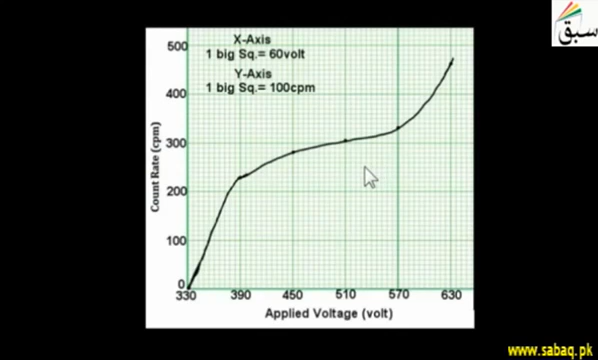 سبق
X-Axis
1 big Sq.= 60volt
Y-Axis
1 big Sq.= 100cpm
500
400
300
200
100
0
Count Rate (cpm)
330 390 450 510 570 630
Applied Voltage (volt)
www.sabaq.pk